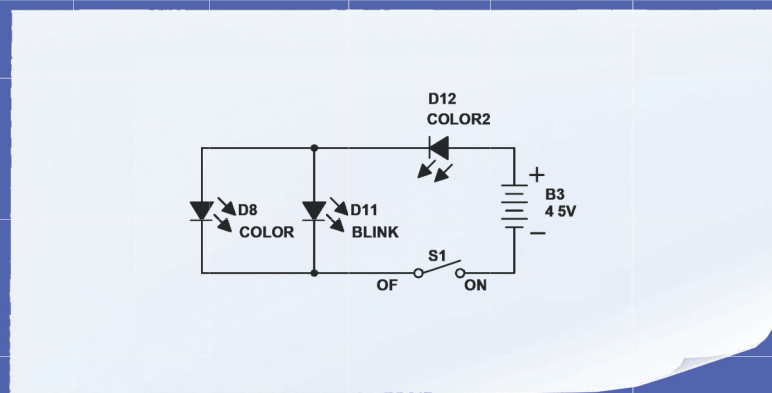 D12
COLOR2
+
B3
4 5V
−
D8
COLOR
D11
BLINK
S1
OF
ON